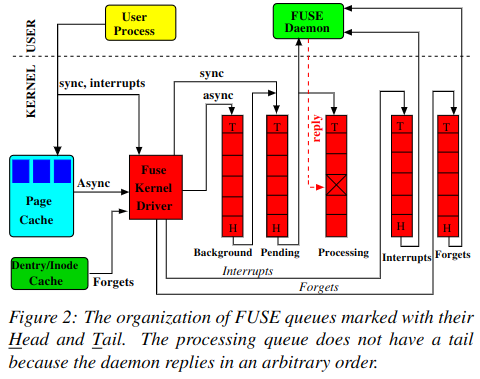 User
Process
FUSE
Daemon
USER
KERNEL
sync, interrupts
sync
async
reply
T
T
T
T
T
Page
Cache
Async
Fuse
Kernel
Driver
H
H
H
H
Background
Pending
Processing
Interrupts
Forgets
Dentry/Inode
Cache
Forgets
Interrupts
Forgets
Figure 2: The organization of FUSE queues marked with their
Head and Tail. The processing queue does not have a tail
because the daemon replies in an arbitrary order.